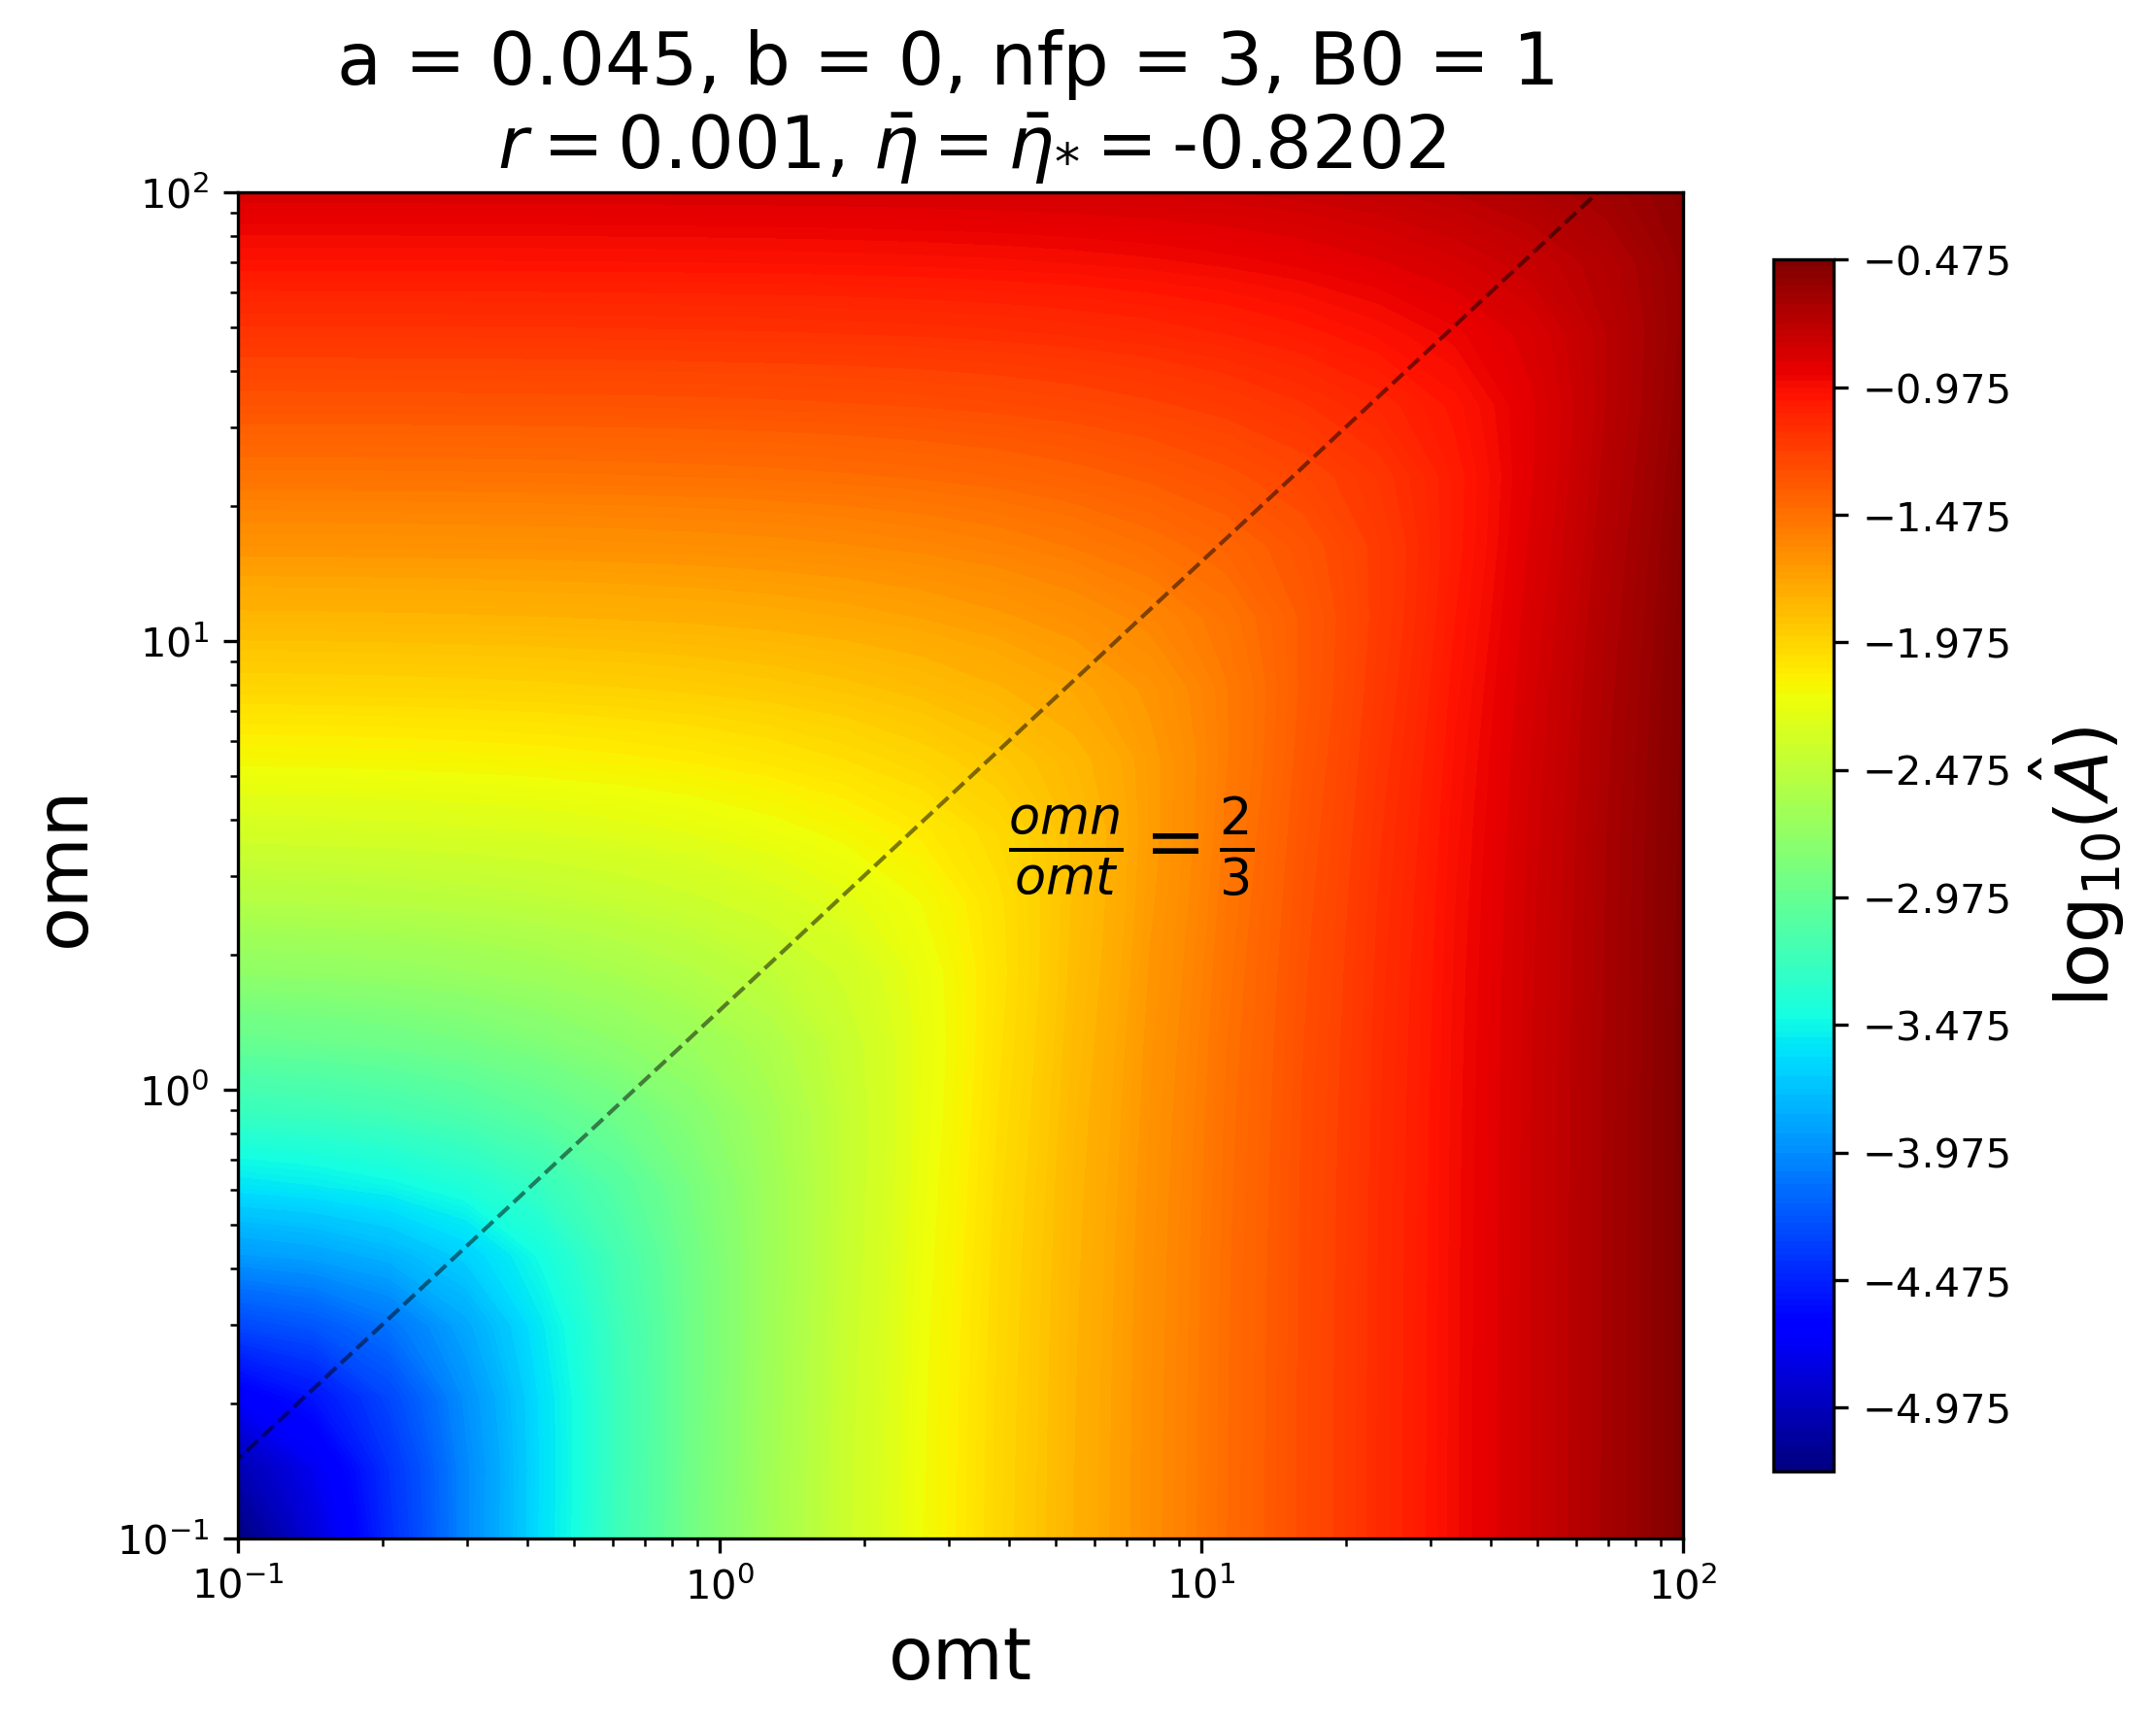 a = 0.045, b = 0, nfp = 3, B0 = 1
r = 0.001, η̄ = η̄* = -0.8202
10²
10¹
10⁰
10⁻¹
omn
omn/omt = 2/3
10⁻¹ 10⁰ 10¹ 10²
omt
−0.475
−0.975
−1.475
−1.975
−2.475
−2.975
−3.475
−3.975
−4.475
−4.975
log₁₀(Â)